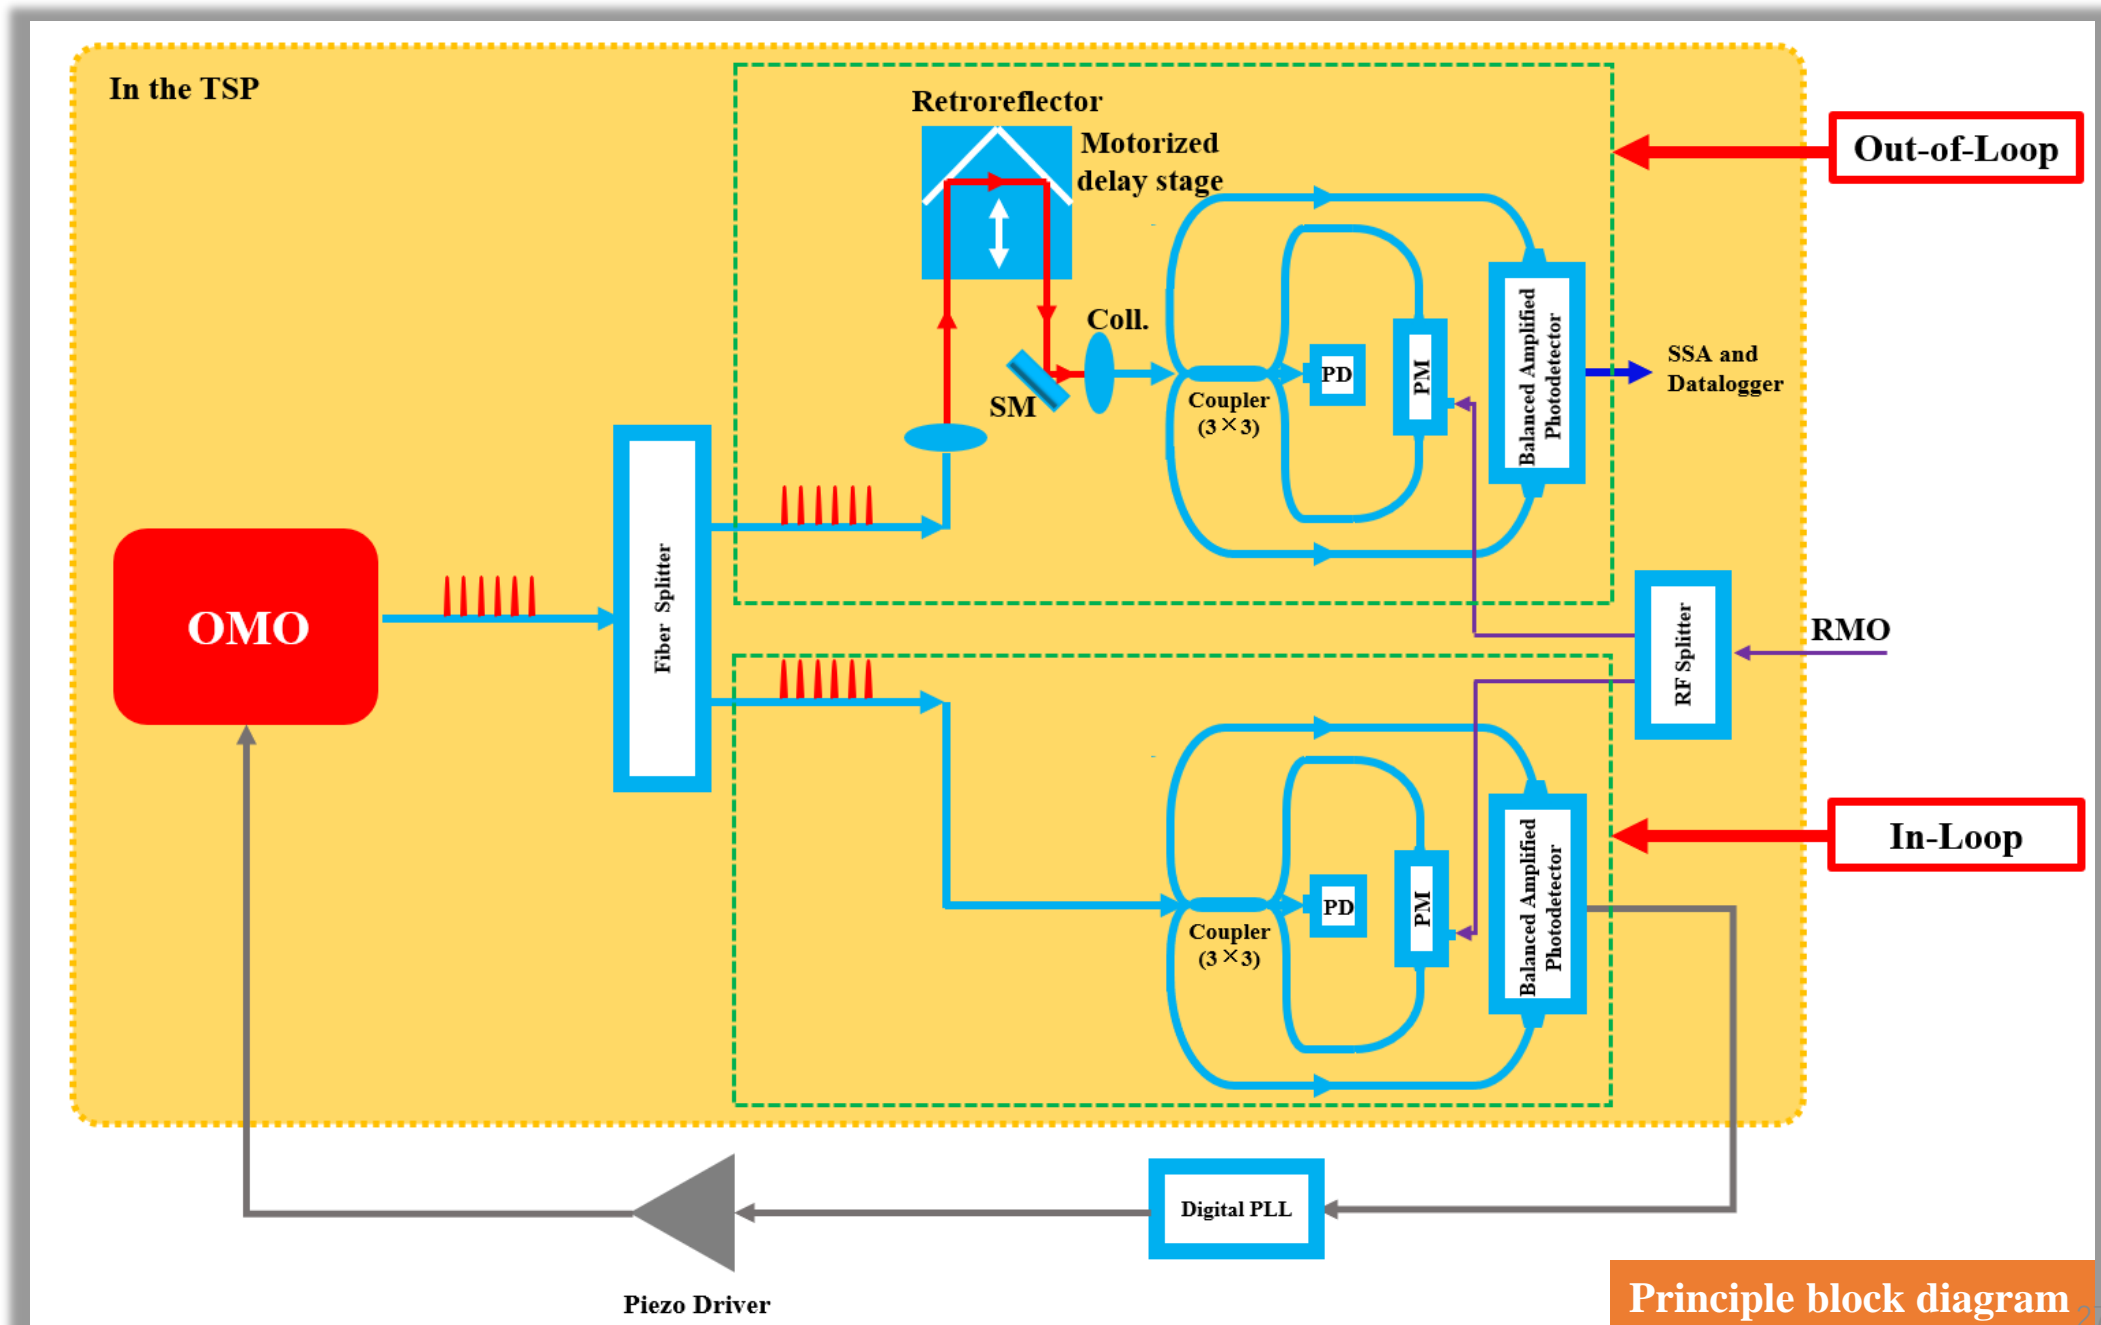 In the TSP
Retroreflector
Motorized
delay stage
Out-of-Loop
Coll.
SM
Coupler
(3×3)
PD
PM
Balanced Amplified
Photodetector
SSA and
Datalogger
OMO
Fiber Splitter
RF Splitter
RMO
In-Loop
Coupler
(3×3)
PD
PM
Balanced Amplified
Photodetector
Digital PLL
Piezo Driver
Principle block diagram